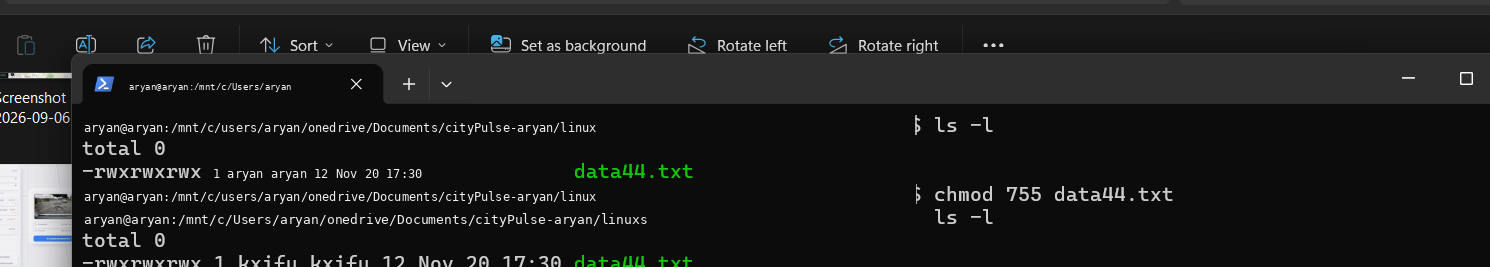 Sort
View
Set as background
Rotate left
Rotate right
Screenshot
2026-09-06
aryan@aryan:/mnt/c/Users/aryan
aryan@aryan:/mnt/c/users/aryan/onedrive/Documents/cityPulse-aryan/linux $ ls -l
total 0
-rwxrwxrwx 1 aryan aryan 12 Nov 20 17:30 data44.txt
aryan@aryan:/mnt/c/users/aryan/onedrive/Documents/cityPulse-aryan/linux $ chmod 755 data44.txt
aryan@aryan:/mnt/c/Users/aryan/onedrive/Documents/cityPulse-aryan/linuxs ls -l
total 0
-rwxrwxrwx 1 kxifu kxifu 12 Nov 20 17:30 data44.txt